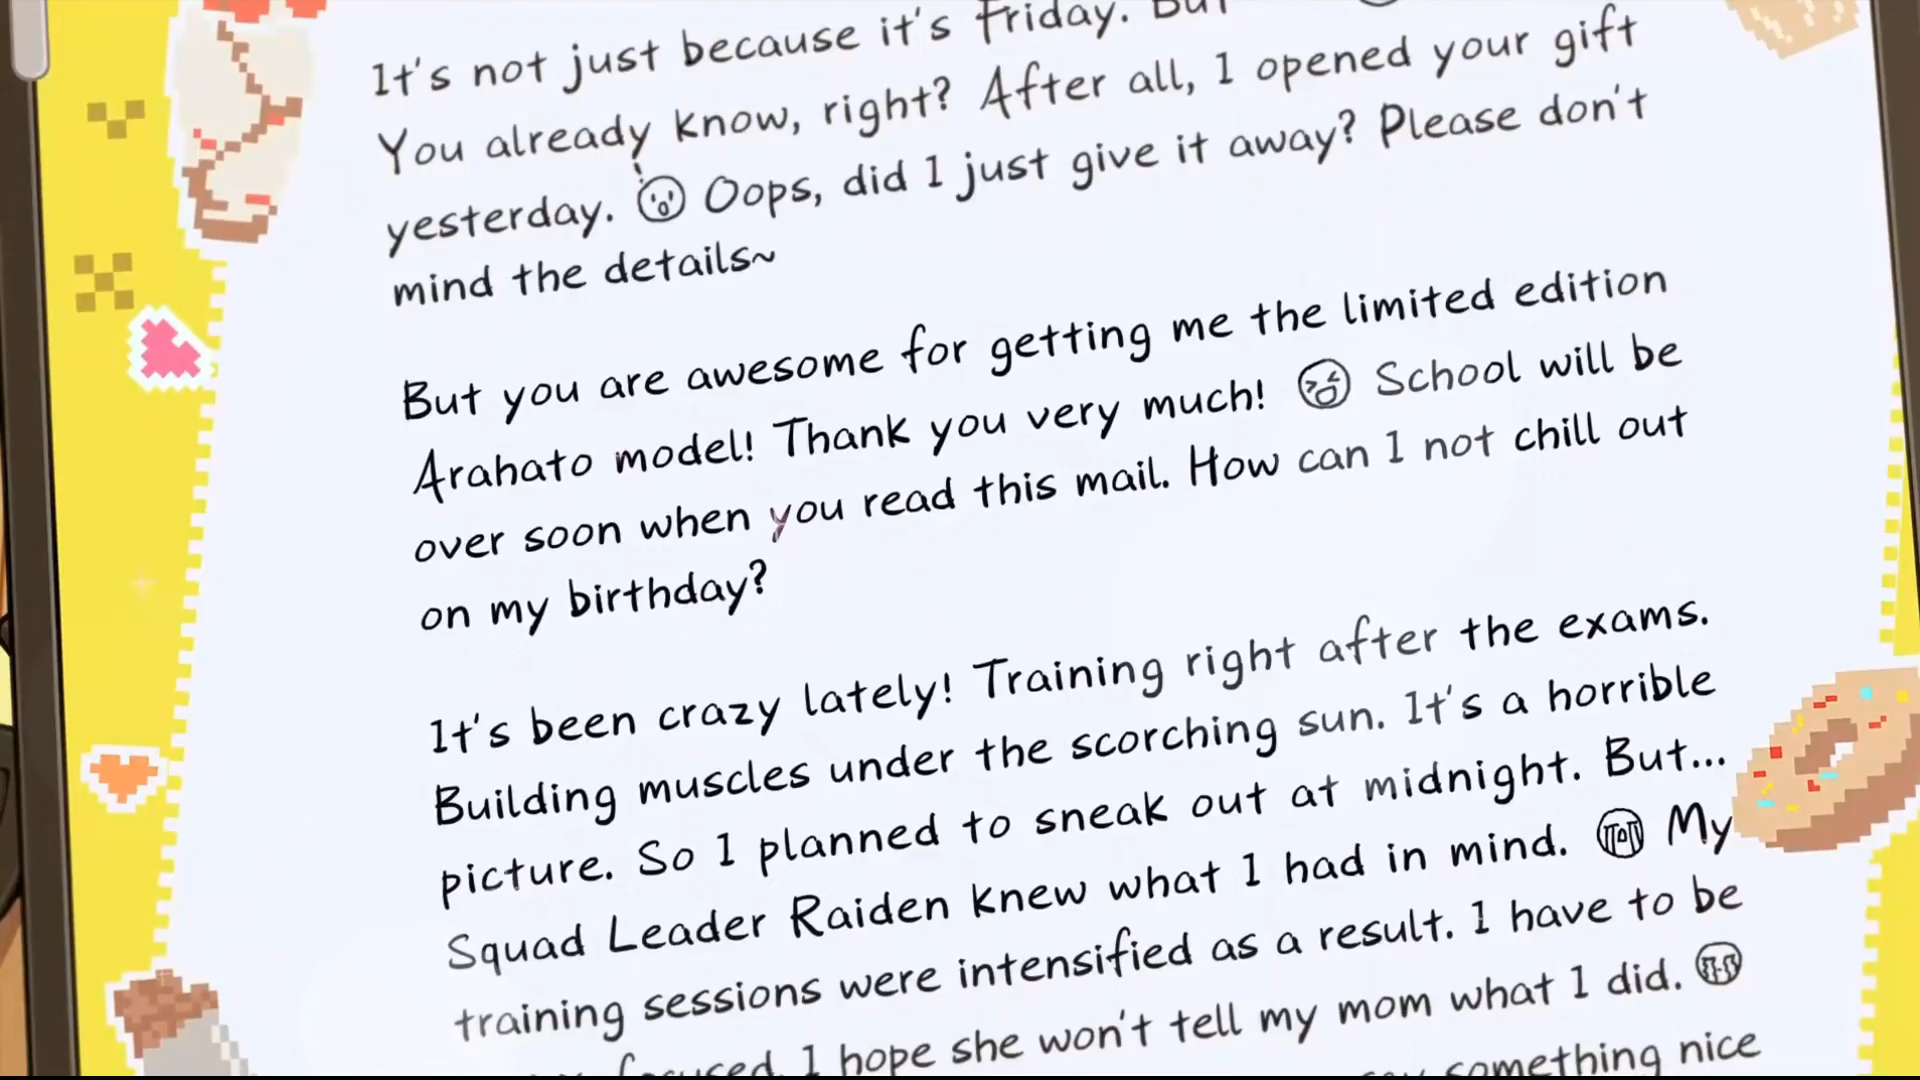 It's not just because it's Friday. But
You already know, right? After all, I opened your gift
yesterday. Oops, did I just give it away? Please don't
mind the details~
But you are awesome for getting me the limited edition
Arahato model! Thank you very much! School will be
over soon when you read this mail. How can I not chill out
on my birthday?
It's been crazy lately! Training right after the exams.
Building muscles under the scorching sun. It's a horrible
picture. So I planned to sneak out at midnight. But...
Squad Leader Raiden knew what I had in mind. My
training sessions were intensified as a result. I have to be
focused. I hope she won't tell my mom what I did.
something nice